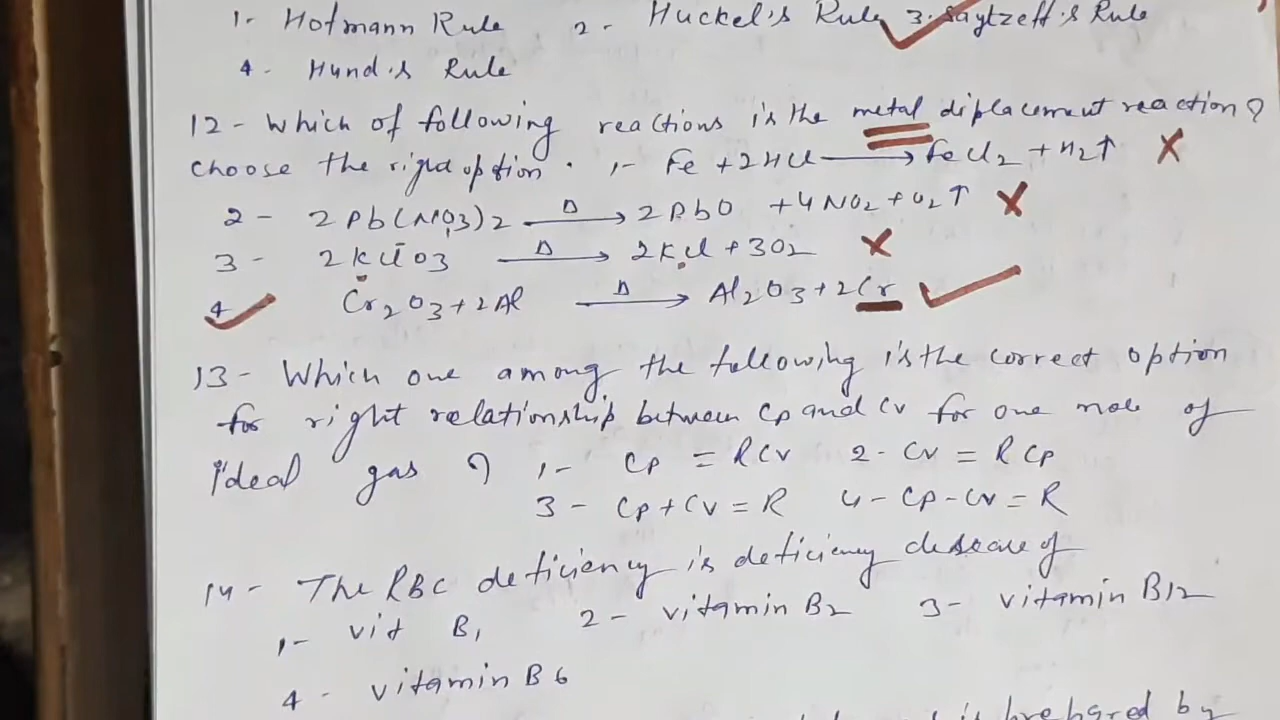 1- Hofmann Rule 2- Huckel's Rule 3. Saytzeff's Rule
4- Hund's Rule
12- Which of following reactions is the metal diplacement reaction?
choose the right option. 1- Fe + 2HCl → FeCl2 + H2↑
2- 2Pb(NO3)2 Δ→ 2PbO + 4NO2 + O2↑
3- 2KClO3 Δ→ 2KCl + 3O2
4 Cr2O3 + 2Al Δ→ Al2O3 + 2Cr
13- Which one among the following is the correct option
for right relationship between Cp and Cv for one mole of
ideal gas ? 1- Cp = RCv 2- Cv = RCp
3- Cp+Cv=R 4- Cp-Cv=R
14- The RBC deficiency is deficiency disease of
1- vit B1 2- vitamin B2 3- vitamin B12
4- vitamin B6
is prepared by